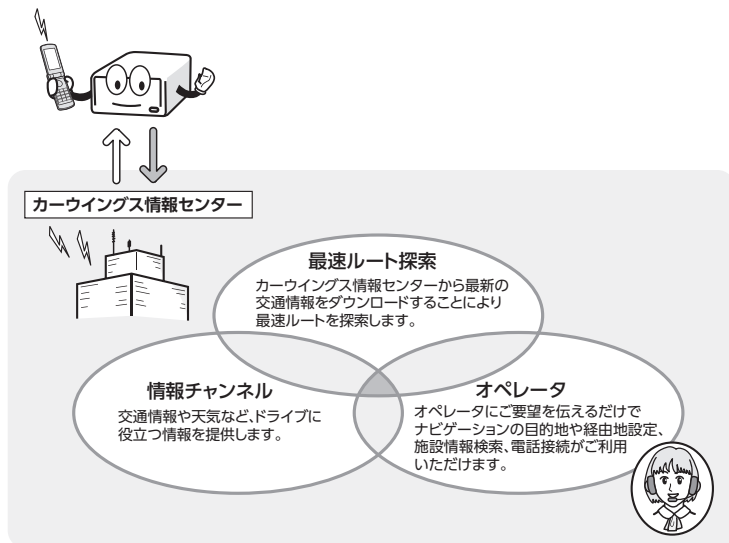 カーウイングス情報センター
最速ルート探索
カーウイングス情報センターから最新の
交通情報をダウンロードすることにより
最速ルートを探索します。
情報チャンネル
交通情報や天気など、ドライブに
役立つ情報を提供します。
オペレータ
オペレータにご要望を伝えるだけで
ナビゲーションの目的地や経由地設定、
施設情報検索、電話接続がご利用
いただけます。